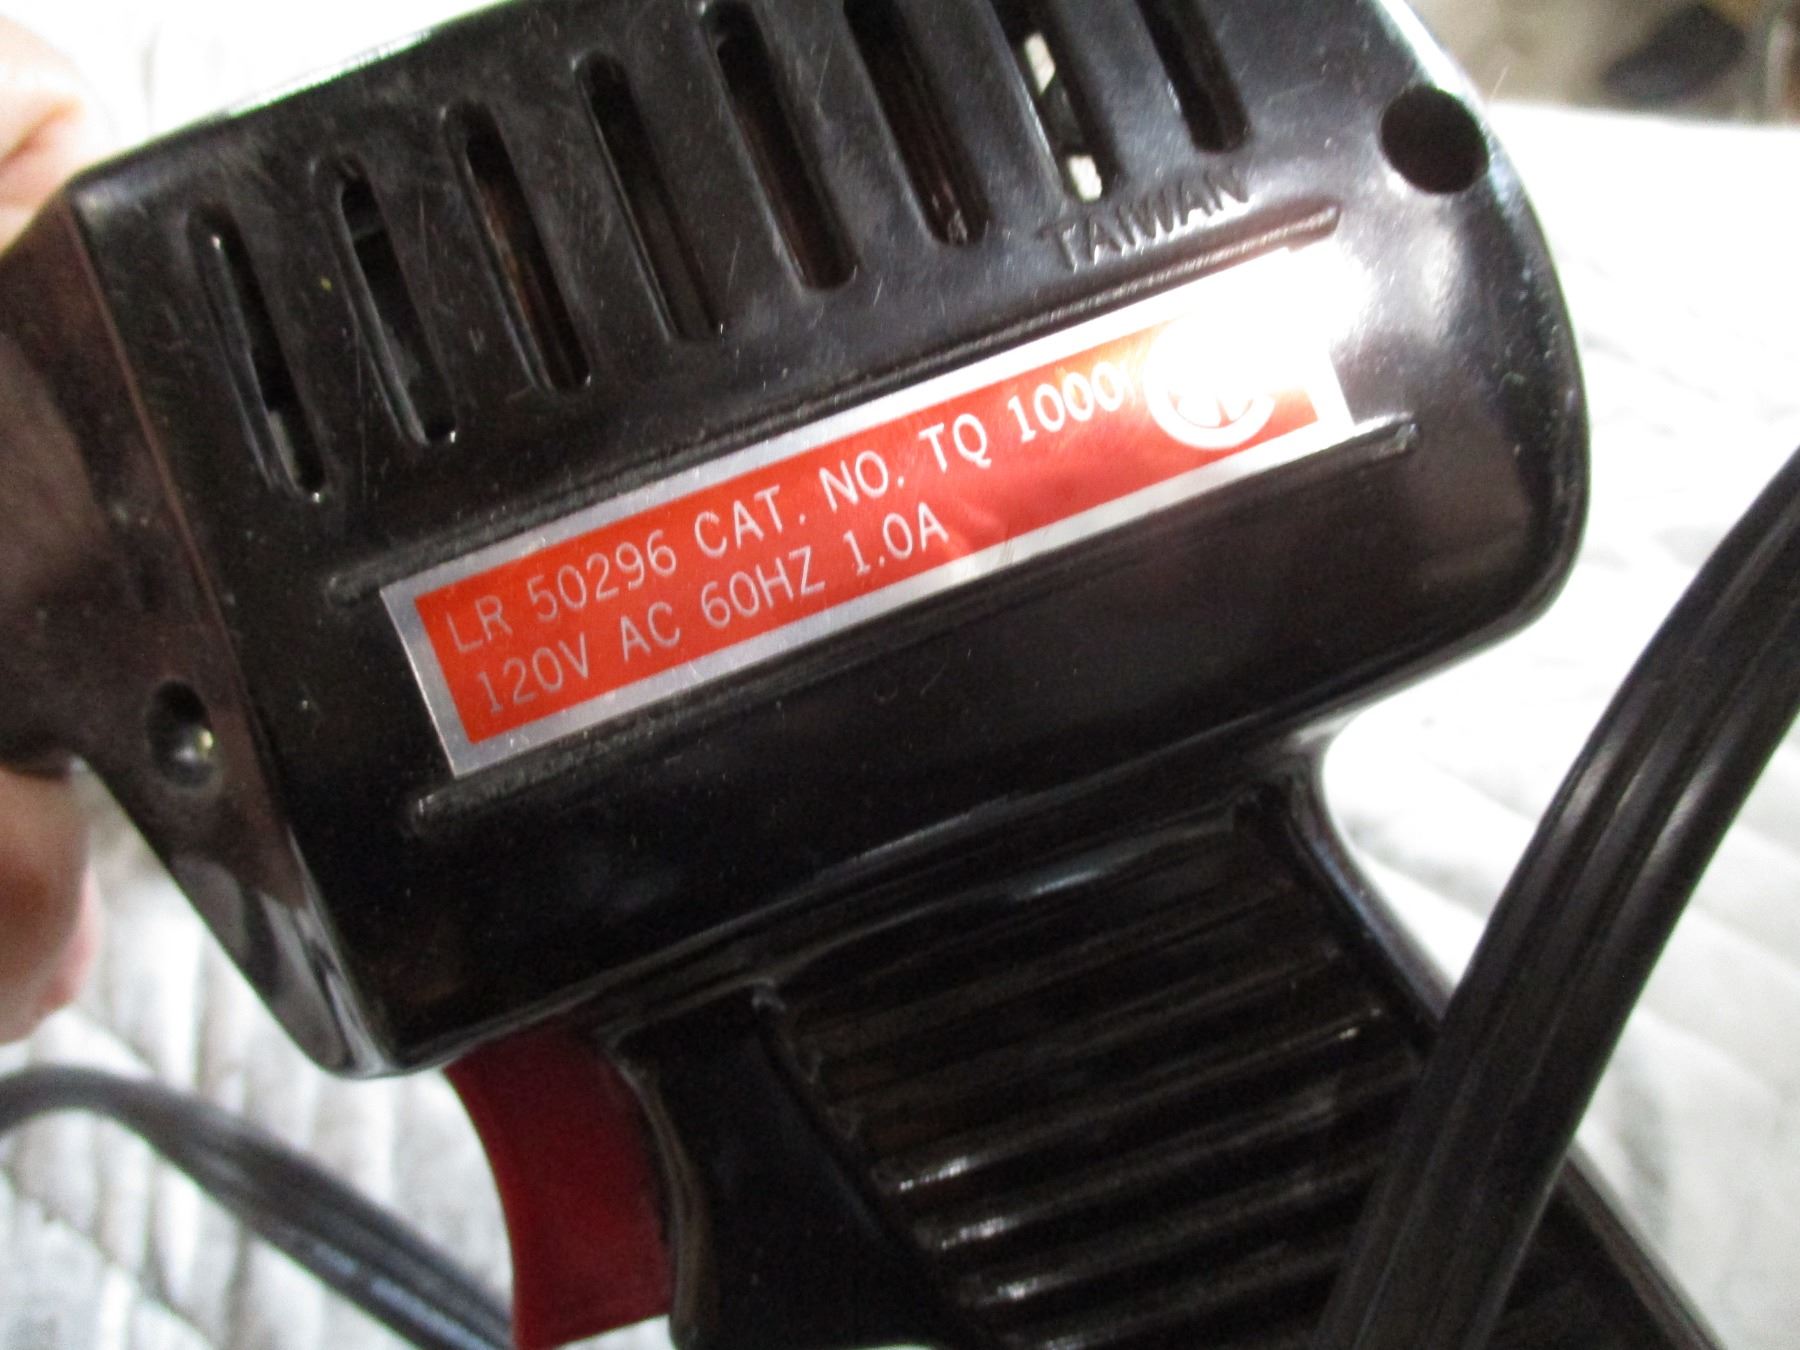 TAIWAN
LR 50296 CAT. NO. TQ 1000
120V AC 60HZ 1.0A